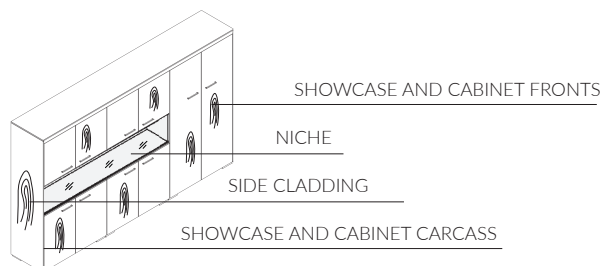 SHOWCASE AND CABINET FRONTS
NICHE
SIDE CLADDING
SHOWCASE AND CABINET CARCASS